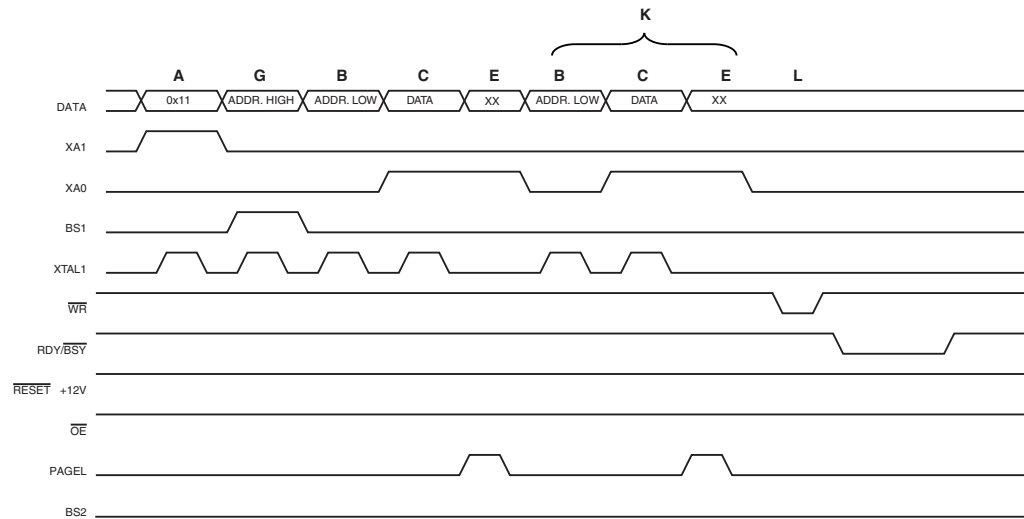 K
A G B C E B C E L
DATA 0x11 ADDR. HIGH ADDR. LOW DATA XX ADDR. LOW DATA XX
XA1
XA0
BS1
XTAL1
WR
RDY/BSY
RESET +12V
OE
PAGEL
BS2